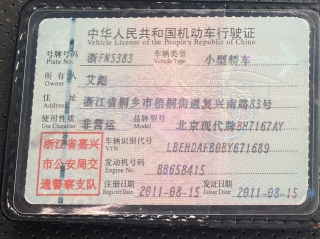 中华人民共和国机动车行驶证
Vehicle License of the People's Republic of China
号牌号码 浙FN5383 车辆类型 小型轿车
Plate No. Vehicle Type
所有人 艾彪
Owner
住址 浙江省桐乡市梧桐街道复兴南路83号
Address
使用性质 非营运 品牌型号 北京现代牌BH7167AY
Use Character Model
浙江省嘉兴市公安局交通警察支队
车辆识别代号 LBEHDAFB0BY671689
VIN
发动机号码 BB658415
Engine No.
注册日期 2011-08-15 发证日期 2011-08-15
Register Date Issue Date